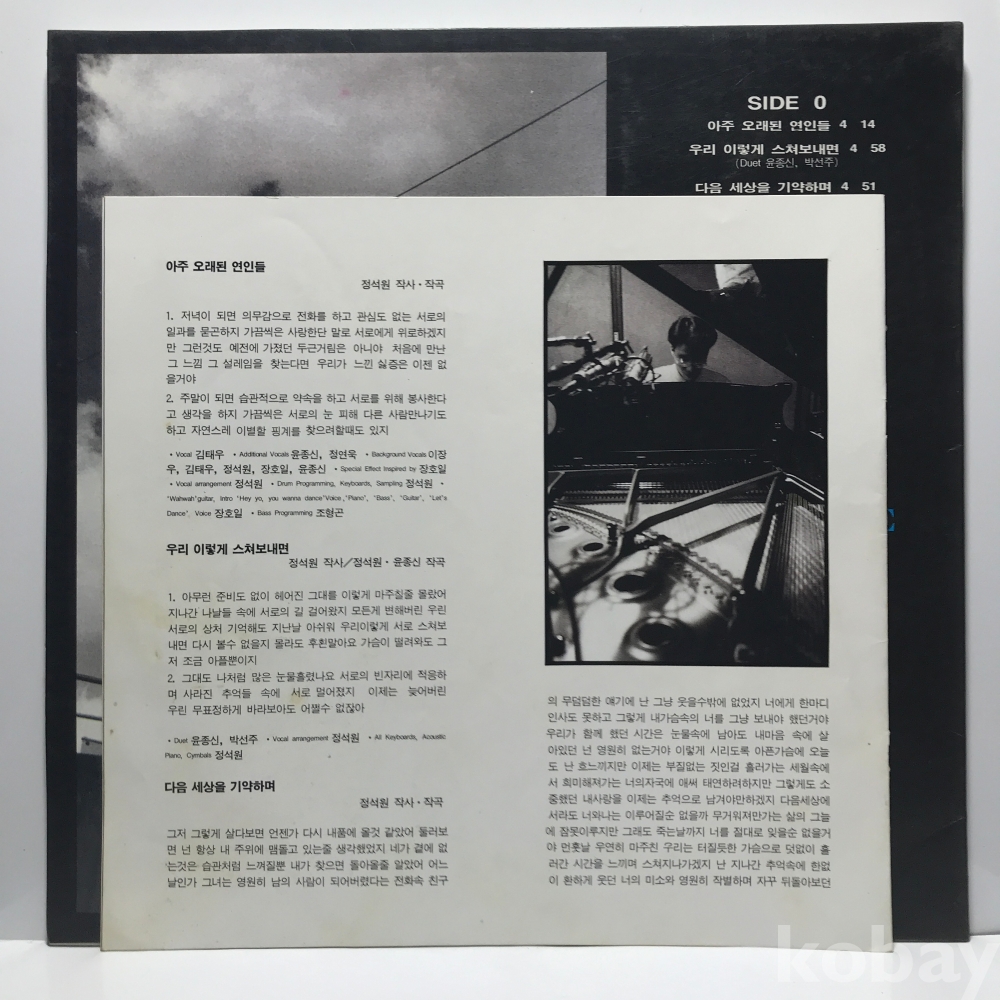 SIDE 0
아주 오래된 연인들 4 14
우리 이렇게 스쳐보내면 4 58
(Duet 윤종신, 박선주)
다음 세상을 기약하며 4 51
아주 오래된 연인들
정석원 작사·작곡
1. 저녁이 되면 의무감으로 전화를 하고 관심도 없는 서로의
일과를 묻곤하지 가끔씩은 사랑한단 말로 서로에게 위로하겠지
만 그런것도 예전에 가졌던 두근거림은 아니야 처음에 만난
그 느낌 그 설레임을 찾는다면 우리가 느낀 싫증은 이젠 없
을거야
2. 주말이 되면 습관적으로 약속을 하고 서로를 위해 봉사한다
고 생각을 하지 가끔씩은 서로의 눈 피해 다른 사람만나기도
하고 자연스레 이별할 핑계를 찾으려할때도 있지
• Vocal 김태우 • Additional Vocals 윤종신, 정연욱 • Background Vocals 이장
우, 김태우, 정석원, 장호일, 윤종신 • Special Effect Inspired by 장호일
• Vocal arrangement 정석원 • Drum Programming, Keyboards, Sampling 정석원 •
"Wahwah"guitar, Intro "Hey yo, you wanna dance"Voice,"Piano", "Bass", "Guitar", "Let's
Dance", Voice 장호일 • Bass Programming 조형곤
우리 이렇게 스쳐보내면
정석원 작사/정석원·윤종신 작곡
1. 아무런 준비도 없이 헤어진 그대를 이렇게 마주칠줄 몰랐어
지나간 나날들 속에 서로의 길 걸어왔지 모든게 변해버린 우린
서로의 상처 기억해도 지난날 아쉬워 우리이렇게 서로 스쳐보
내면 다시 볼수 없을지 몰라도 후횐말아요 가슴이 떨려와도 그
저 조금 아플뿐이지
2. 그대도 나처럼 많은 눈물흘렸나요 서로의 빈자리에 적응하
며 사라진 추억들 속에 서로 멀어졌지 이제는 늦어버린
우린 무표정하게 바라보아도 어쩔수 없잖아
• Duet 윤종신, 박선주 • Vocal arrangement 정석원 • All Keyboards, Acoustic
Piano, Cymbals 정석원
다음 세상을 기약하며
정석원 작사·작곡
그저 그렇게 살다보면 언젠가 다시 내품에 올것 같았어 둘러보
면 넌 항상 내 주위에 맴돌고 있는줄 생각했었지 네가 곁에 없
는것은 습관처럼 느껴질뿐 내가 찾으면 돌아올줄 알았어 어느
날인가 그녀는 영원히 남의 사람이 되어버렸다는 전화속 친구
의 무덤덤한 얘기에 난 그냥 웃을수밖에 없었지 너에게 한마디
인사도 못하고 그렇게 내가슴속의 너를 그냥 보내야 했던거야
우리가 함께 했던 시간은 눈물속에 남아도 내마음 속에 살
아있던 넌 영원히 없는거야 이렇게 시리도록 아픈가슴에 오늘
도 난 흐느끼지만 이제는 부질없는 짓인걸 흘러가는 세월속에
서 희미해져가는 너의자국에 애써 태연하려하지만 그렇게도 소
중했던 내사랑을 이제는 추억으로 남겨야만하겠지 다음세상에
서라도 너와나는 이루어질순 없을까 무거워져만가는 삶의 그늘
에 잠못이루지만 그래도 죽는날까지 너를 절대로 잊을순 없을거
야 먼훗날 우연히 마주친 구리는 터질듯한 가슴으로 덧없이 흘
러간 시간을 느끼며 스쳐지나가겠지 난 지나간 추억속에 한없
이 환하게 웃던 너의 미소와 영원히 작별하며 자꾸 뒤돌아보던
kobay